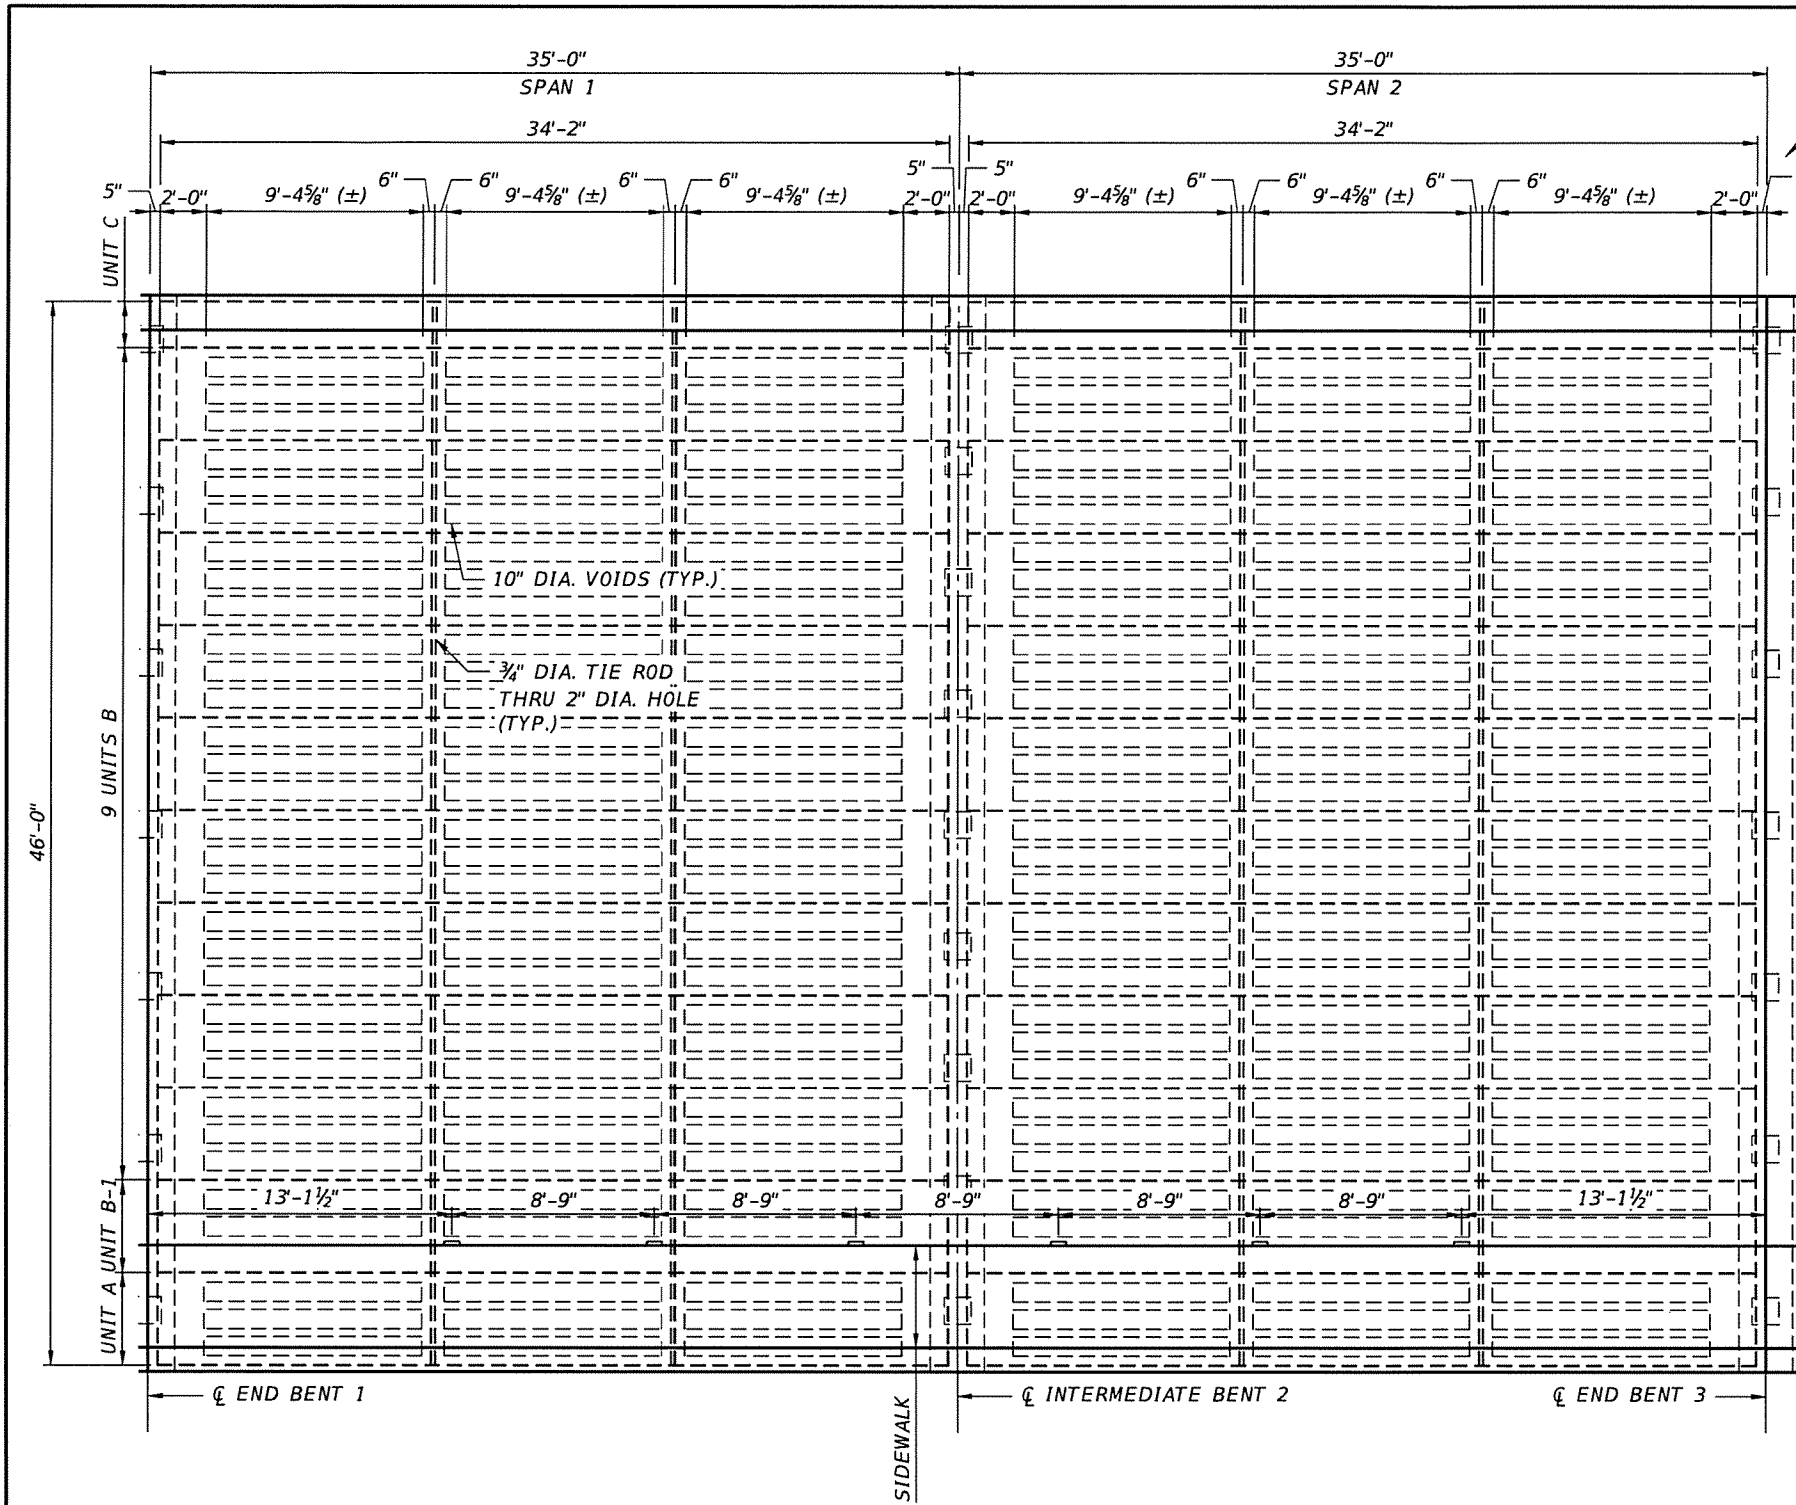 35'-0" 35'-0"
SPAN 1 SPAN 2
34'-2" 34'-2"
5" 2'-0" 9'-4⅝" (±) 6" 6" 9'-4⅝" (±) 6" 6" 9'-4⅝" (±) 2'-0" 5" 5" 2'-0" 9'-4⅝" (±) 6" 6" 9'-4⅝" (±) 6" 6" 9'-4⅝" (±) 2'-0"
UNIT C
10" DIA. VOIDS (TYP.)
¾" DIA. TIE ROD
THRU 2" DIA. HOLE
(TYP.)
9 UNITS B
46'-0"
UNIT B-1
13'-1½" 8'-9" 8'-9" 8'-9" 8'-9" 8'-9" 13'-1½"
UNIT A
℄ END BENT 1 ℄ INTERMEDIATE BENT 2 ℄ END BENT 3
SIDEWALK